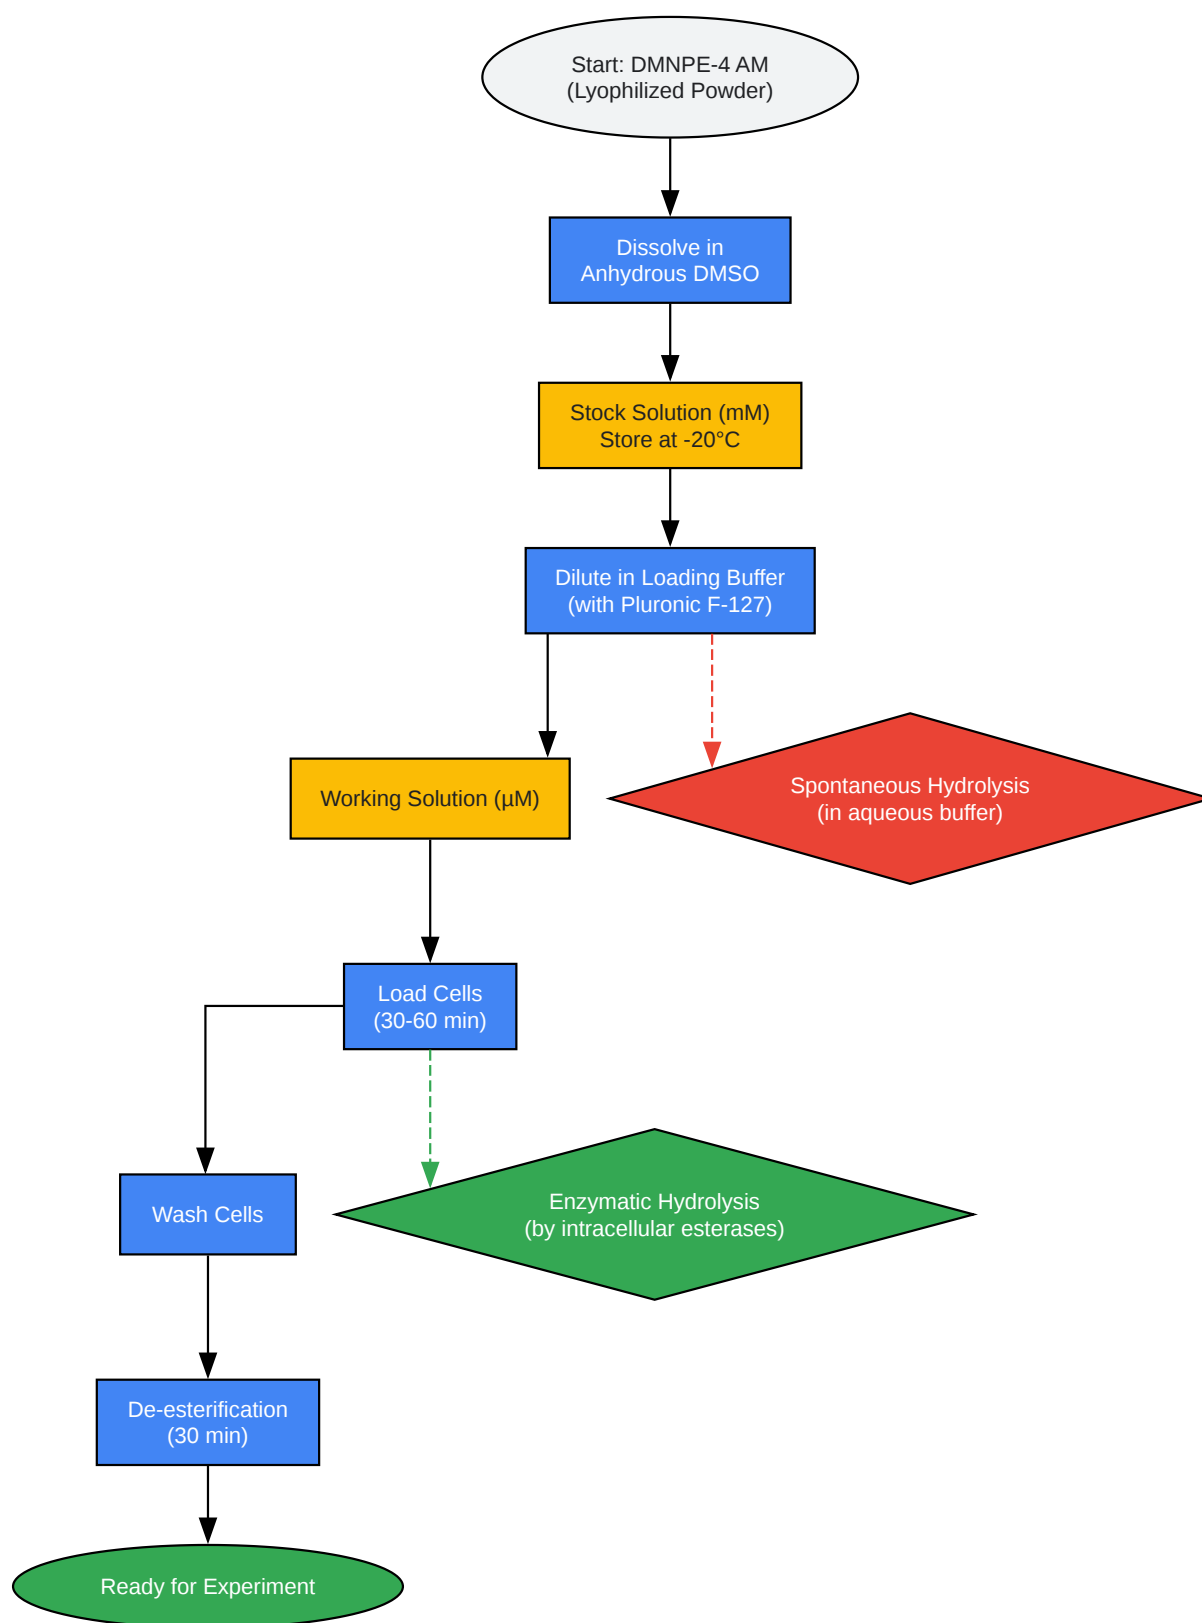 Start: DMNPE-4 AM
(Lyophilized Powder)
Dissolve in
Anhydrous DMSO
Stock Solution (mM)
Store at -20°C
Dilute in Loading Buffer
(with Pluronic F-127)
Working Solution (µM)
Spontaneous Hydrolysis
(in aqueous buffer)
Load Cells
(30-60 min)
Wash Cells
Enzymatic Hydrolysis
(by intracellular esterases)
De-esterification
(30 min)
Ready for Experiment